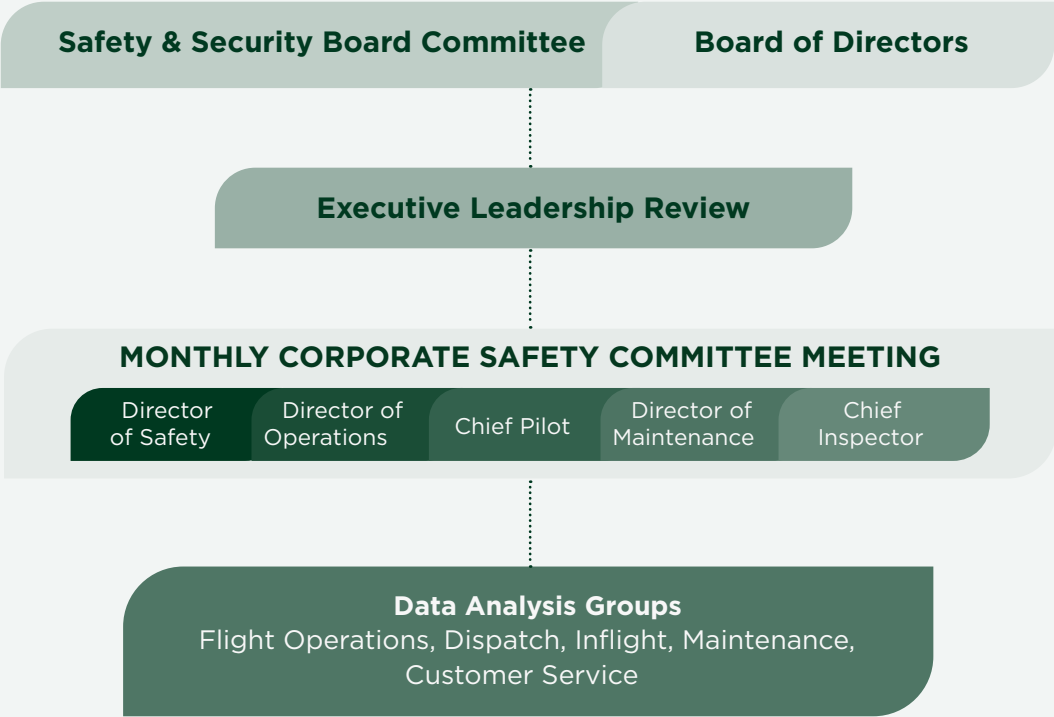 Safety & Security Board Committee
Board of Directors
Executive Leadership Review
MONTHLY CORPORATE SAFETY COMMITTEE MEETING
Director
of Safety
Director of
Operations
Chief Pilot
Director of
Maintenance
Chief
Inspector
Data Analysis Groups
Flight Operations, Dispatch, Inflight, Maintenance,
Customer Service